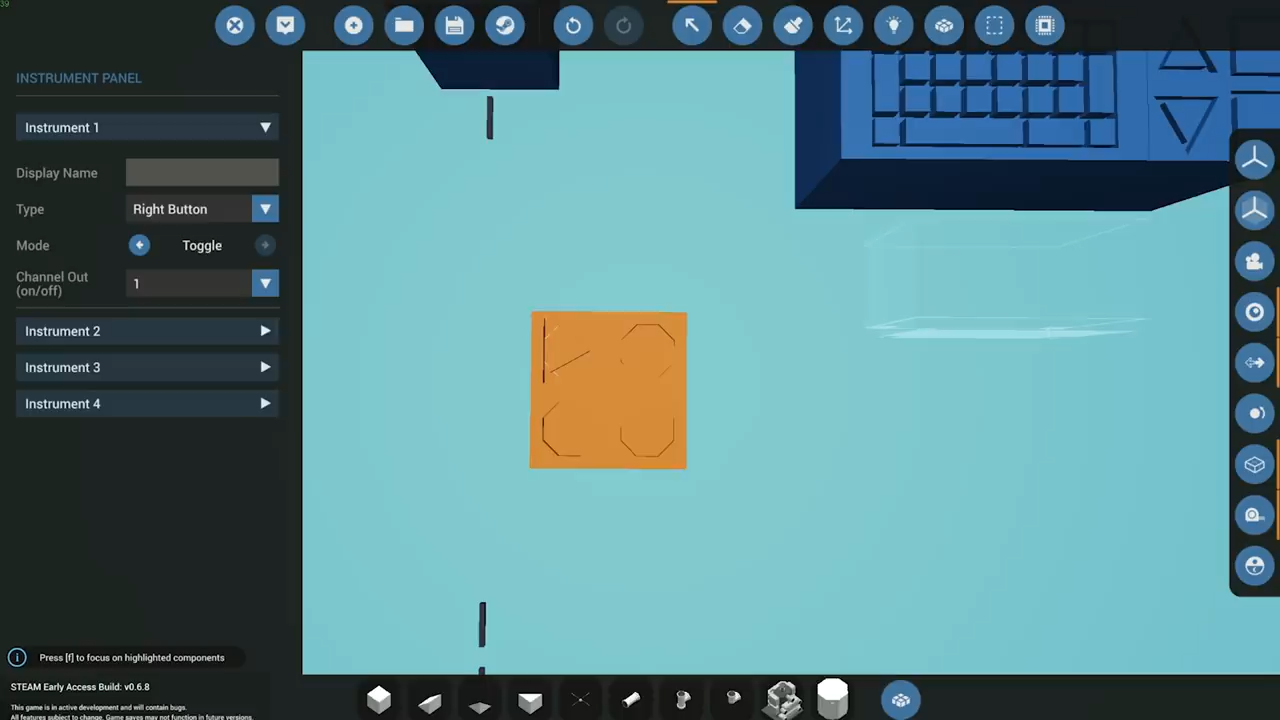 39
INSTRUMENT PANEL
Instrument 1
Display Name
Type Right Button
Mode Toggle
Channel Out
(on/off) 1
Instrument 2
Instrument 3
Instrument 4
Press [f] to focus on highlighted components
STEAM Early Access Build: v0.6.8
This game is in active development and will contain bugs.
All features subject to change. Game saves may not function in future versions.